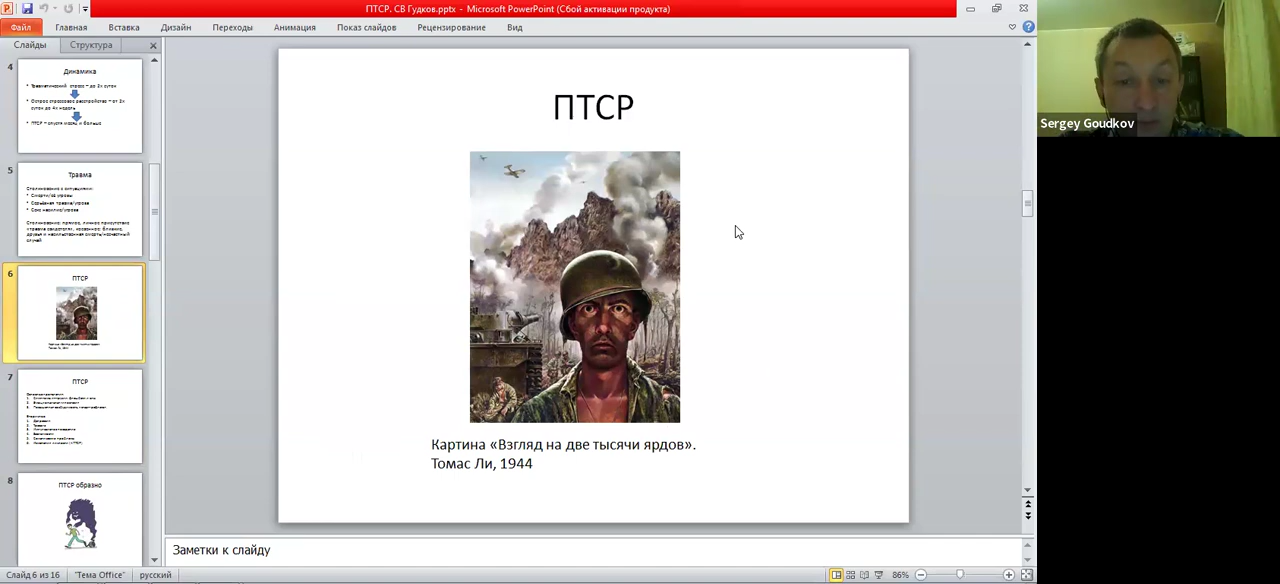 ПТСР. СВ Гудков.pptx - Microsoft PowerPoint (Сбой активации продукта)
Файл Главная Вставка Дизайн Переходы Анимация Показ слайдов Рецензирование Вид
Слайды Структура
4
Динамика
5
Травма
6
ПТСР
7
ПТСР
8
ПТСР образно
ПТСР
Картина «Взгляд на две тысячи ярдов».
Томас Ли, 1944
Заметки к слайду
Слайд 6 из 16 "Тема Office" русский 86%
Sergey Goudkov